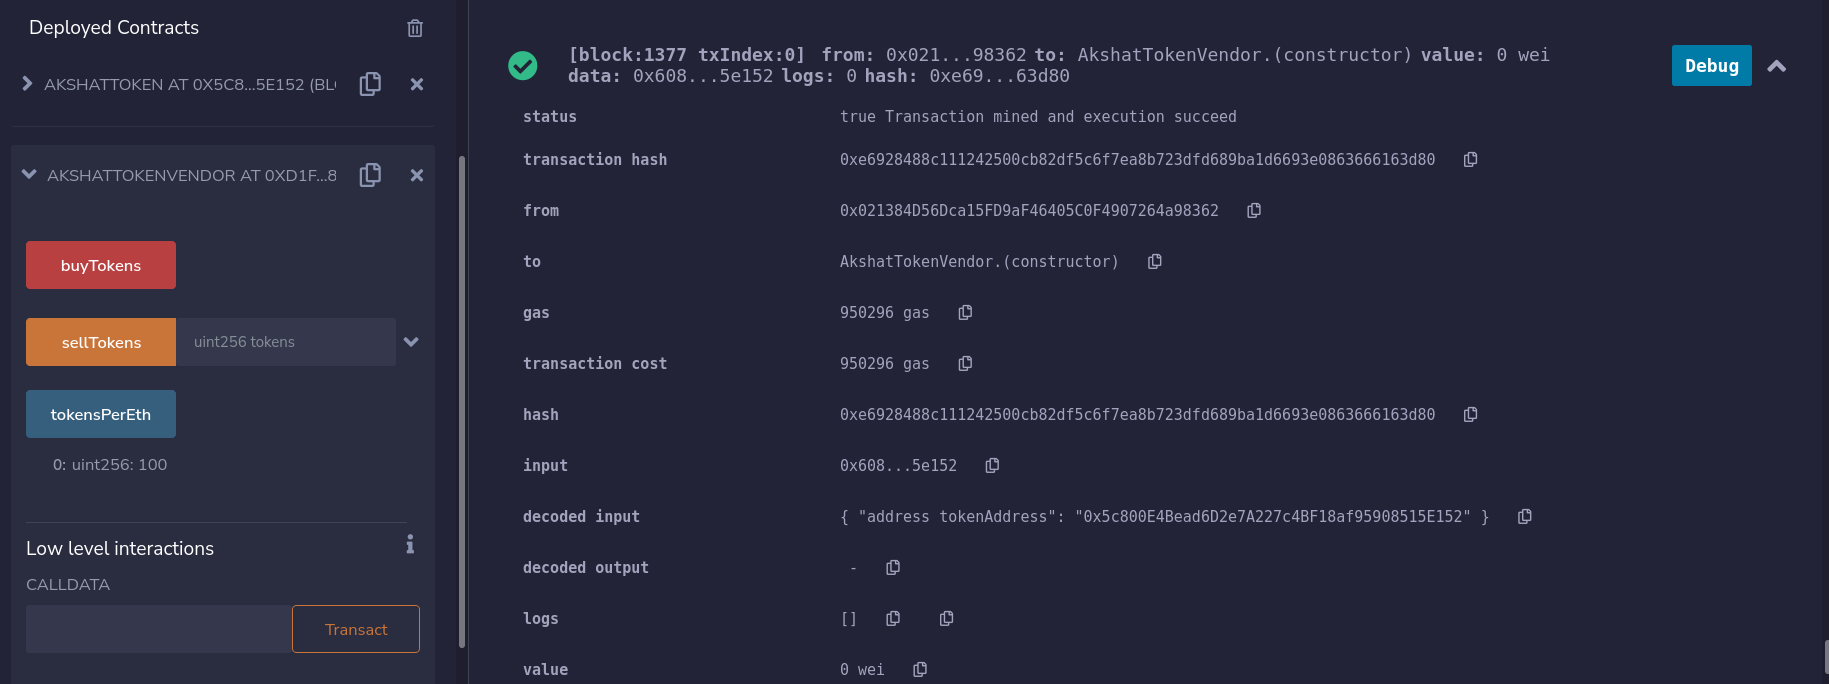 Deployed Contracts
AKSHATTOKEN AT 0X5C8...5E152 (BL
AKSHATTOKENVENDOR AT 0XD1F...8
buyTokens
sellTokens uint256 tokens
tokensPerEth
0: uint256: 100
Low level interactions
CALLDATA
Transact
[block:1377 txIndex:0] from: 0x021...98362 to: AkshatTokenVendor.(constructor) value: 0 wei
data: 0x608...5e152 logs: 0 hash: 0xe69...63d80
Debug
status true Transaction mined and execution succeed
transaction hash 0xe6928488c111242500cb82df5c6f7ea8b723dfd689ba1d6693e0863666163d80
from 0x021384D56Dca15FD9aF46405C0F4907264a98362
to AkshatTokenVendor.(constructor)
gas 950296 gas
transaction cost 950296 gas
hash 0xe6928488c111242500cb82df5c6f7ea8b723dfd689ba1d6693e0863666163d80
input 0x608...5e152
decoded input { "address tokenAddress": "0x5c800E4Bead6D2e7A227c4BF18af95908515E152" }
decoded output -
logs []
value 0 wei